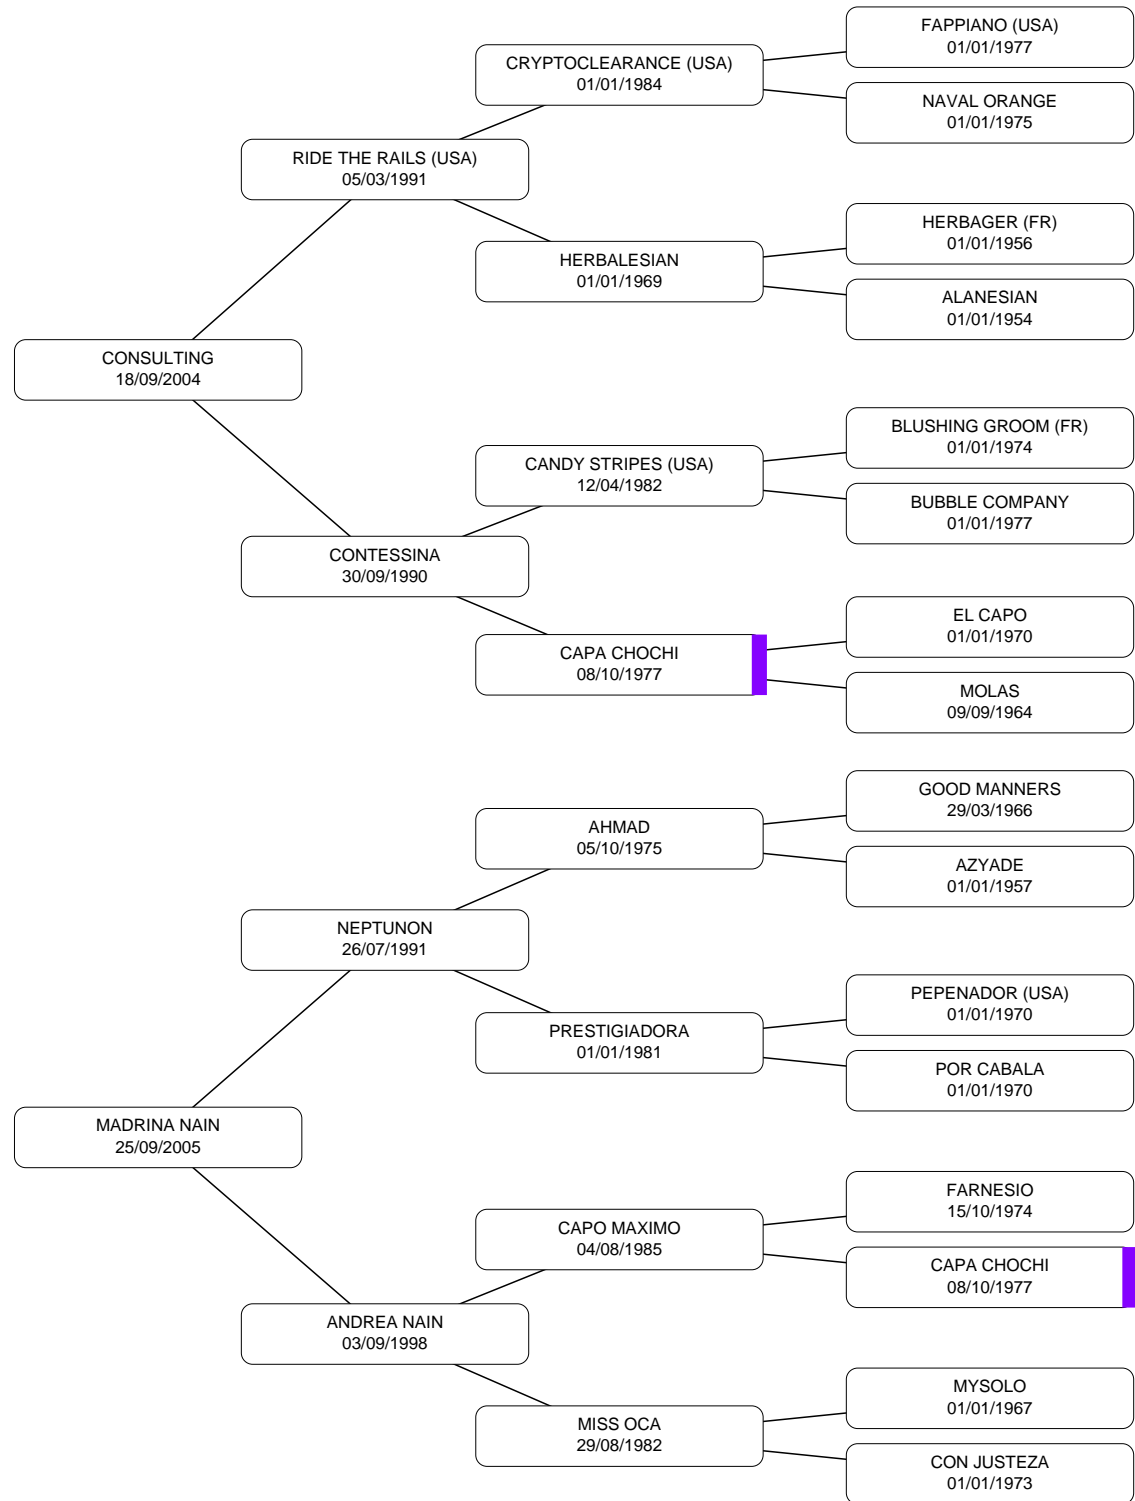 FAPPIANO (USA)
01/01/1977
CRYPTOCLEARANCE (USA)
01/01/1984
NAVAL ORANGE
01/01/1975
RIDE THE RAILS (USA)
05/03/1991
HERBAGER (FR)
01/01/1956
HERBALESIAN
01/01/1969
ALANESIAN
01/01/1954
CONSULTING
18/09/2004
BLUSHING GROOM (FR)
01/01/1974
CANDY STRIPES (USA)
12/04/1982
BUBBLE COMPANY
01/01/1977
CONTESSINA
30/09/1990
EL CAPO
01/01/1970
CAPA CHOCHI
08/10/1977
MOLAS
09/09/1964
GOOD MANNERS
29/03/1966
AHMAD
05/10/1975
AZYADE
01/01/1957
NEPTUNON
26/07/1991
PEPENADOR (USA)
01/01/1970
PRESTIGIADORA
01/01/1981
POR CABALA
01/01/1970
MADRINA NAIN
25/09/2005
FARNESIO
15/10/1974
CAPO MAXIMO
04/08/1985
CAPA CHOCHI
08/10/1977
ANDREA NAIN
03/09/1998
MYSOLO
01/01/1967
MISS OCA
29/08/1982
CON JUSTEZA
01/01/1973